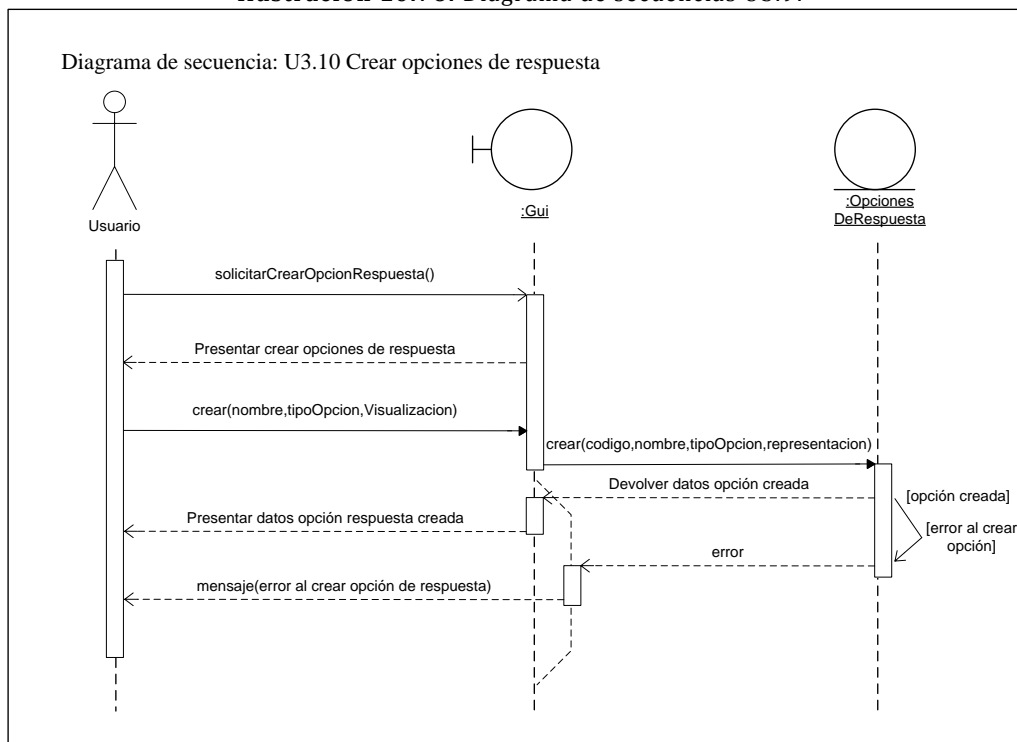 Diagrama de secuencia: U3.10 Crear opciones de respuesta
Usuario
:Gui
:Opciones
DeRespuesta
solicitarCrearOpcionRespuesta()
Presentar crear opciones de respuesta
crear(nombre,tipoOpcion,Visualizacion)
crear(codigo,nombre,tipoOpcion,representacion)
Devolver datos opción creada
[opción creada]
Presentar datos opción respuesta creada
[error al crear
opción]
error
mensaje(error al crear opción de respuesta)